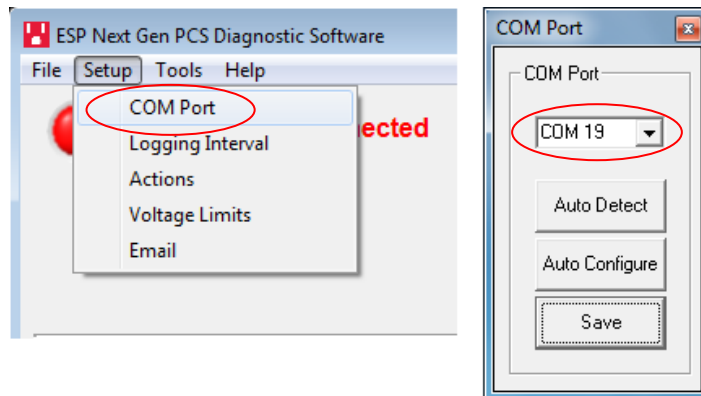 ESP Next Gen PCS Diagnostic Software
File Setup Tools Help
COM Port
Logging Interval
Actions
Voltage Limits
Email
COM Port
COM Port
COM 19
Auto Detect
Auto Configure
Save